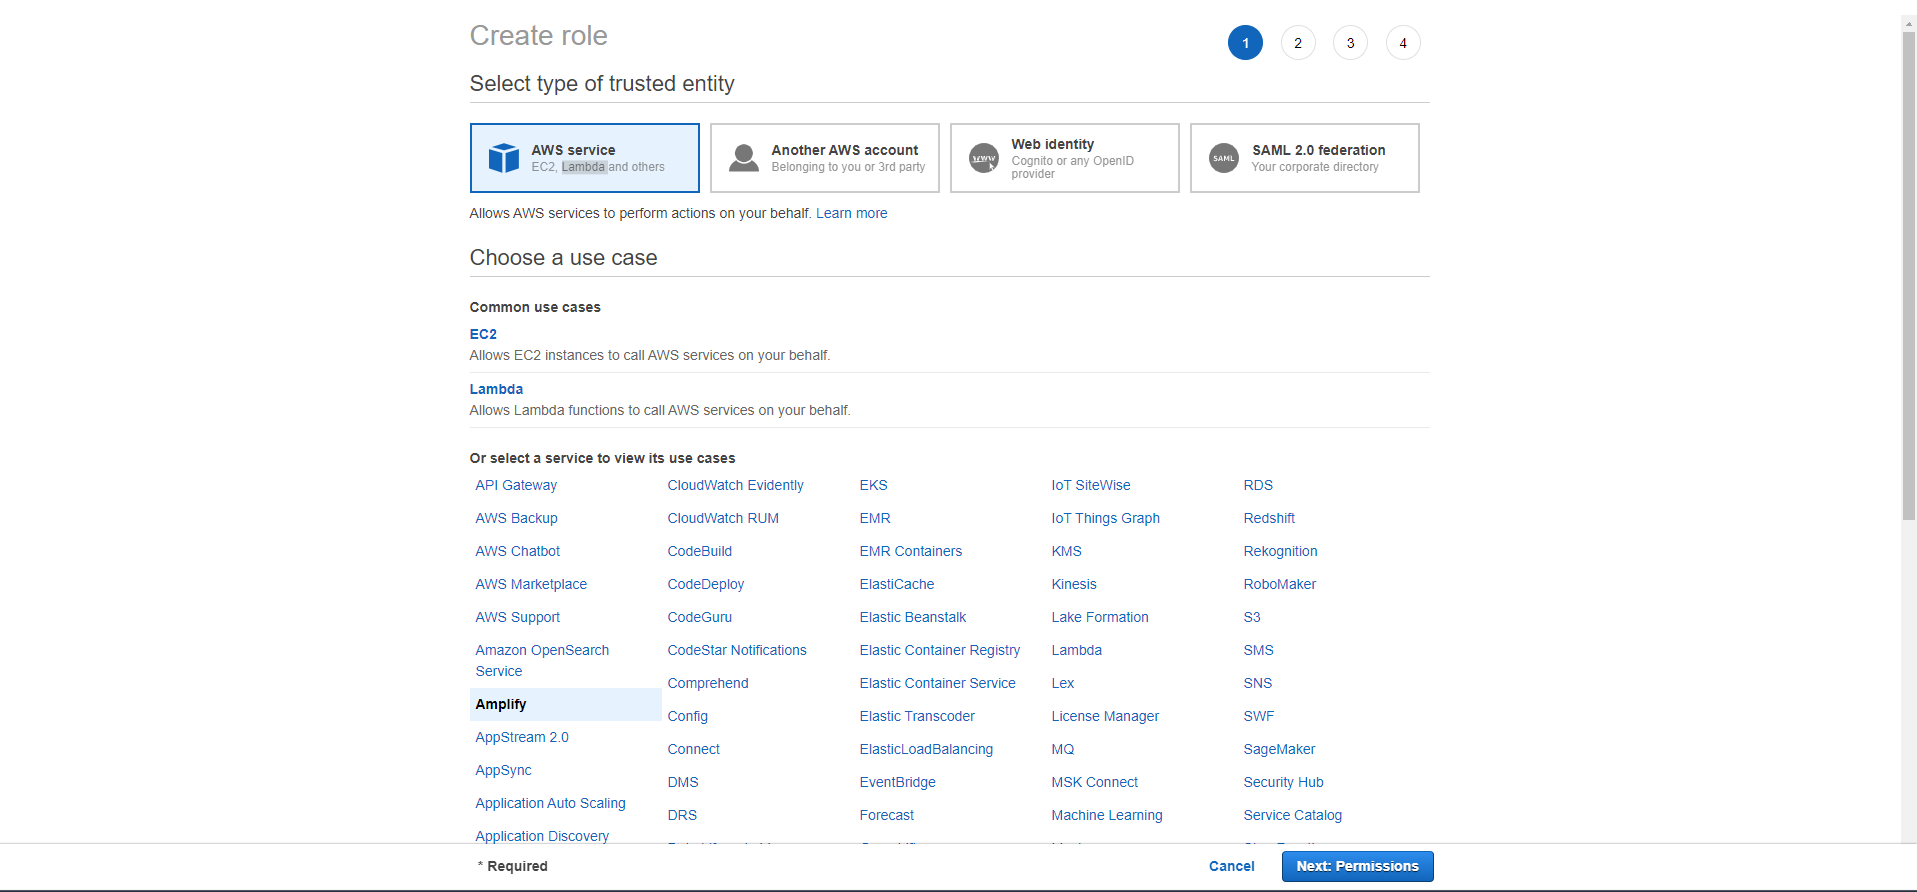 Create role
1 2 3 4
Select type of trusted entity
AWS service
EC2, Lambda and others
Another AWS account
Belonging to you or 3rd party
WWW
Web identity
Cognito or any OpenID
provider
SAML
SAML 2.0 federation
Your corporate directory
Allows AWS services to perform actions on your behalf. Learn more
Choose a use case
Common use cases
EC2
Allows EC2 instances to call AWS services on your behalf.
Lambda
Allows Lambda functions to call AWS services on your behalf.
Or select a service to view its use cases
API Gateway
AWS Backup
AWS Chatbot
AWS Marketplace
AWS Support
Amazon OpenSearch
Service
Amplify
AppStream 2.0
AppSync
Application Auto Scaling
Application Discovery
CloudWatch Evidently
CloudWatch RUM
CodeBuild
CodeDeploy
CodeGuru
CodeStar Notifications
Comprehend
Config
Connect
DMS
DRS
EKS
EMR
EMR Containers
ElastiCache
Elastic Beanstalk
Elastic Container Registry
Elastic Container Service
Elastic Transcoder
ElasticLoadBalancing
EventBridge
Forecast
IoT SiteWise
IoT Things Graph
KMS
Kinesis
Lake Formation
Lambda
Lex
License Manager
MQ
MSK Connect
Machine Learning
RDS
Redshift
Rekognition
RoboMaker
S3
SMS
SNS
SWF
SageMaker
Security Hub
Service Catalog
* Required
Cancel
Next: Permissions